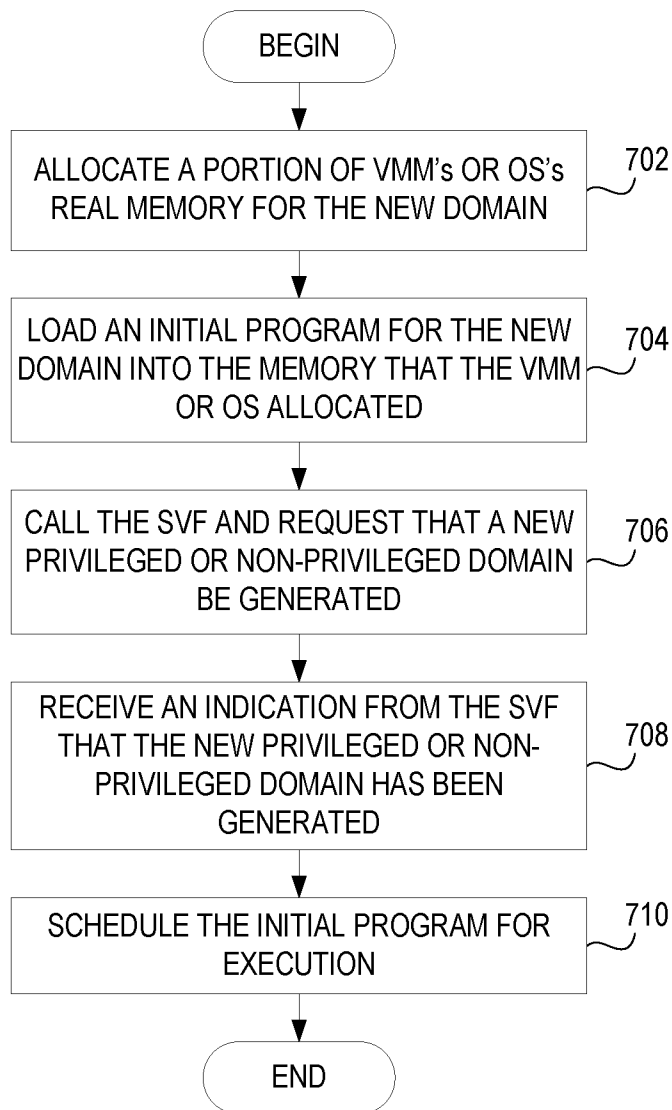 BEGIN
ALLOCATE A PORTION OF VMM's OR OS's
REAL MEMORY FOR THE NEW DOMAIN
702
LOAD AN INITIAL PROGRAM FOR THE NEW
DOMAIN INTO THE MEMORY THAT THE VMM
OR OS ALLOCATED
704
CALL THE SVF AND REQUEST THAT A NEW
PRIVILEGED OR NON-PRIVILEGED DOMAIN
BE GENERATED
706
RECEIVE AN INDICATION FROM THE SVF
THAT THE NEW PRIVILEGED OR NON-
PRIVILEGED DOMAIN HAS BEEN
GENERATED
708
SCHEDULE THE INITIAL PROGRAM FOR
EXECUTION
710
END